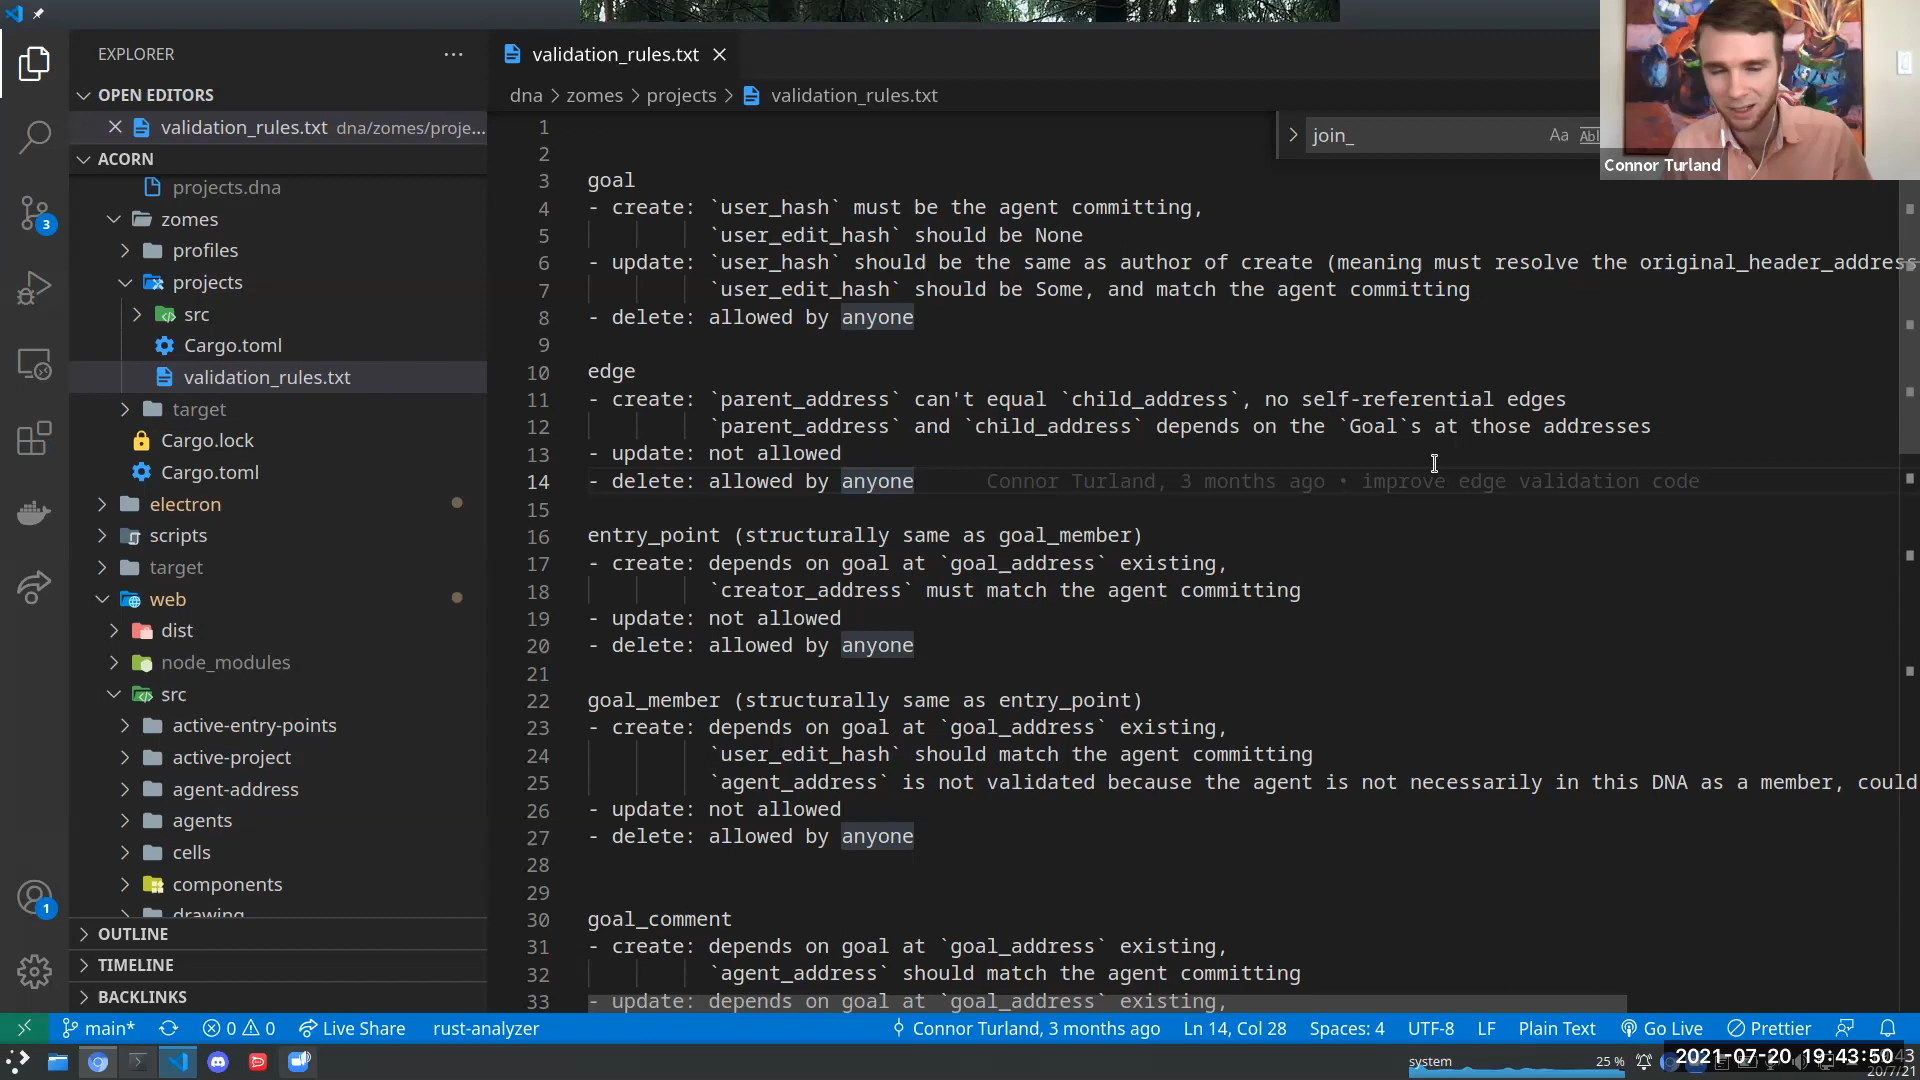 EXPLORER
OPEN EDITORS
validation_rules.txt dna/zomes/proje...
ACORN
projects.dna
zomes
profiles
projects
src
Cargo.toml
validation_rules.txt
target
Cargo.lock
Cargo.toml
electron
scripts
target
web
dist
node_modules
src
active-entry-points
active-project
agent-address
agents
cells
components
drawing
OUTLINE
TIMELINE
BACKLINKS
3
1
validation_rules.txt
dna > zomes > projects > validation_rules.txt
join_
Aa
Connor Turland
1
2
3 goal
4 - create: `user_hash` must be the agent committing,
5 `user_edit_hash` should be None
6 - update: `user_hash` should be the same as author of create (meaning must resolve the original_header_address
7 `user_edit_hash` should be Some, and match the agent committing
8 - delete: allowed by anyone
9
10 edge
11 - create: `parent_address` can't equal `child_address`, no self-referential edges
12 `parent_address` and `child_address` depends on the `Goal`s at those addresses
13 - update: not allowed
14 - delete: allowed by anyone Connor Turland, 3 months ago • improve edge validation code
15
16 entry_point (structurally same as goal_member)
17 - create: depends on goal at `goal_address` existing,
18 `creator_address` must match the agent committing
19 - update: not allowed
20 - delete: allowed by anyone
21
22 goal_member (structurally same as entry_point)
23 - create: depends on goal at `goal_address` existing,
24 `user_edit_hash` should match the agent committing
25 `agent_address` is not validated because the agent is not necessarily in this DNA as a member, could
26 - update: not allowed
27 - delete: allowed by anyone
28
29
30 goal_comment
31 - create: depends on goal at `goal_address` existing,
32 `agent_address` should match the agent committing
33 - update: depends on goal at `goal_address` existing,
main* 0 0 Live Share rust-analyzer Connor Turland, 3 months ago Ln 14, Col 28 Spaces: 4 UTF-8 LF Plain Text Go Live Prettier
system 25 % 2021-07-20 19:43:50
20/7/21